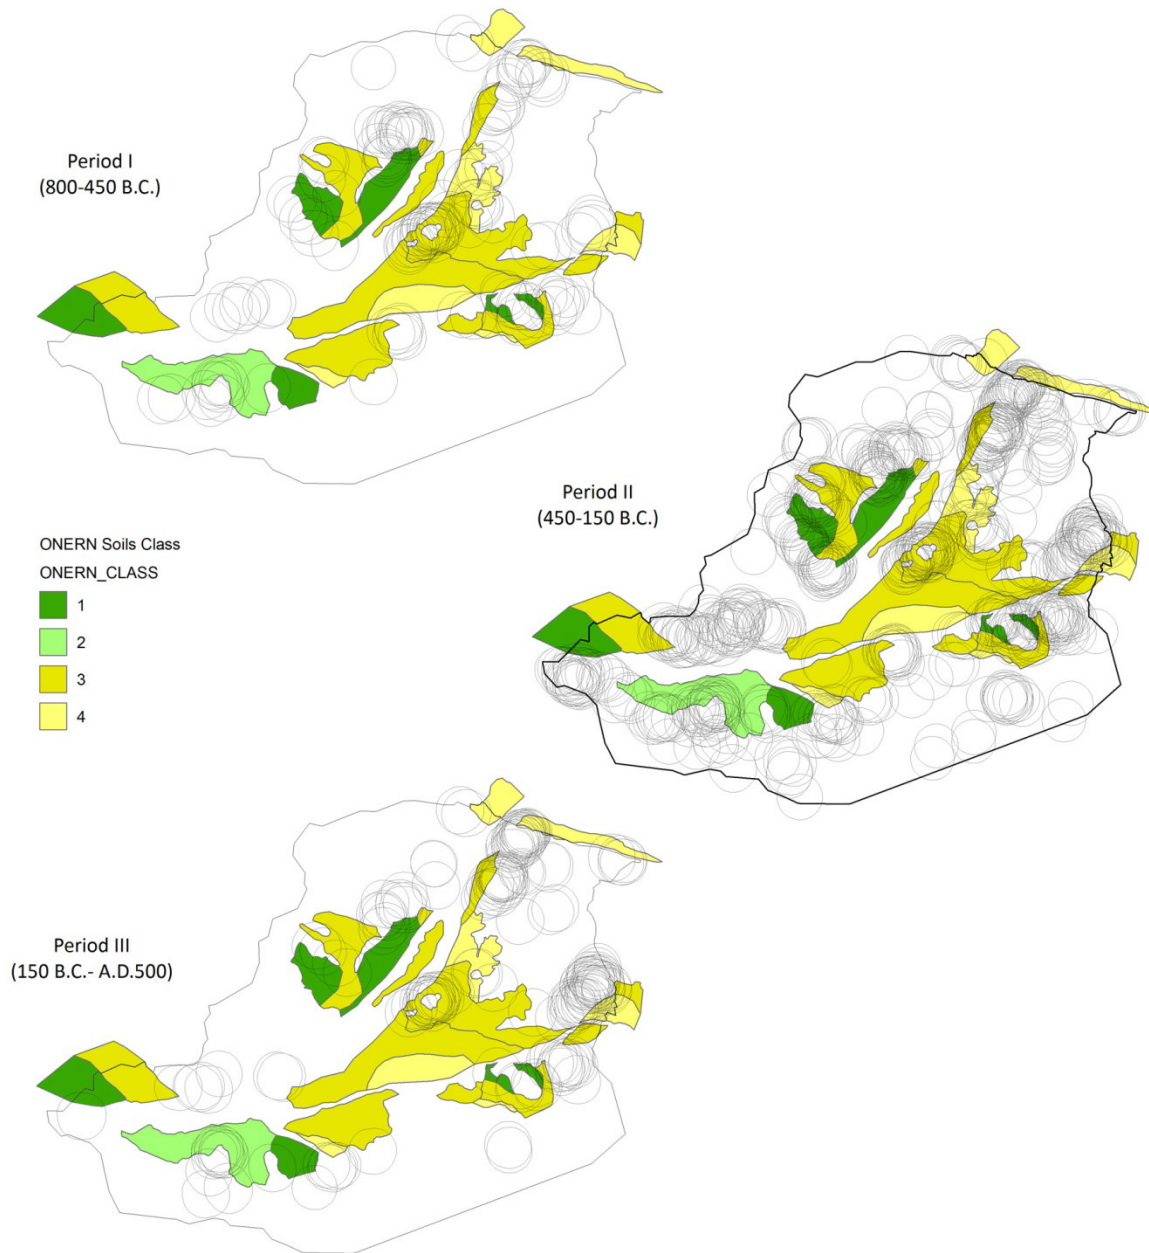 Period I
(800-450 B.C.)
Period II
(450-150 B.C.)
ONERN Soils Class
ONERN_CLASS
1
2
3
4
Period III
(150 B.C.- A.D.500)